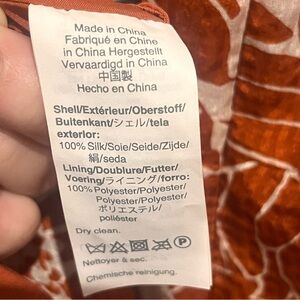 Made in China
Fabriqué en Chine
in China Hergestellt
Vervaardigd in China
中国製
Hecho en China
Shell/Extérieur/Oberstoff/
Buitenkant/シェル/tela
exterior:
100% Silk/Soie/Seide/Zijde/
絹/seda
Lining/Doublure/Futter/
Voering/ライニング/forro:
100% Polyester/Polyester/
Polyester/Polyester/
ポリエステル/
poliéster
Dry clean.
P
Nettoyer à sec.
Chemische reinigung.